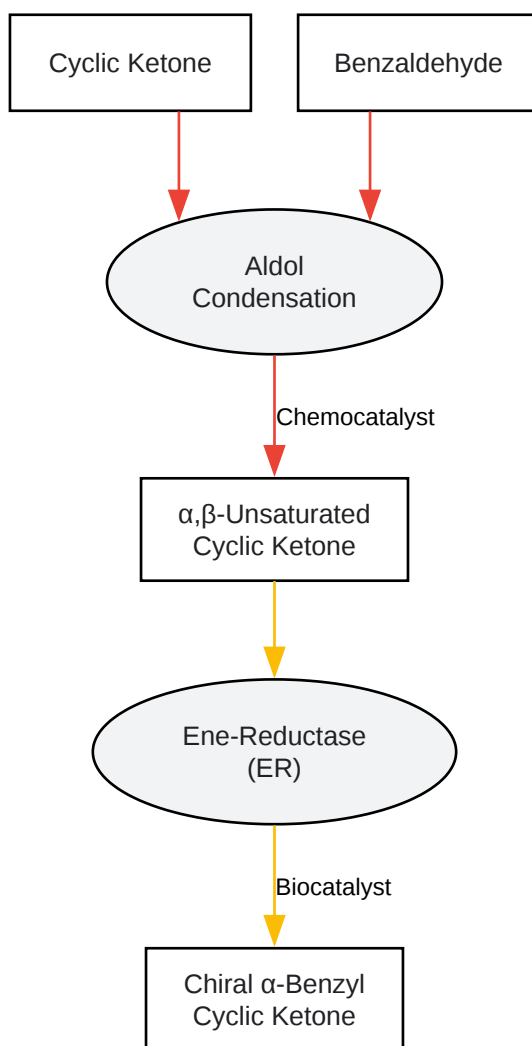 Cyclic Ketone
Benzaldehyde
Aldol
Condensation
Chemocatalyst
α,β-Unsaturated
Cyclic Ketone
Ene-Reductase
(ER)
Biocatalyst
Chiral α-Benzyl
Cyclic Ketone